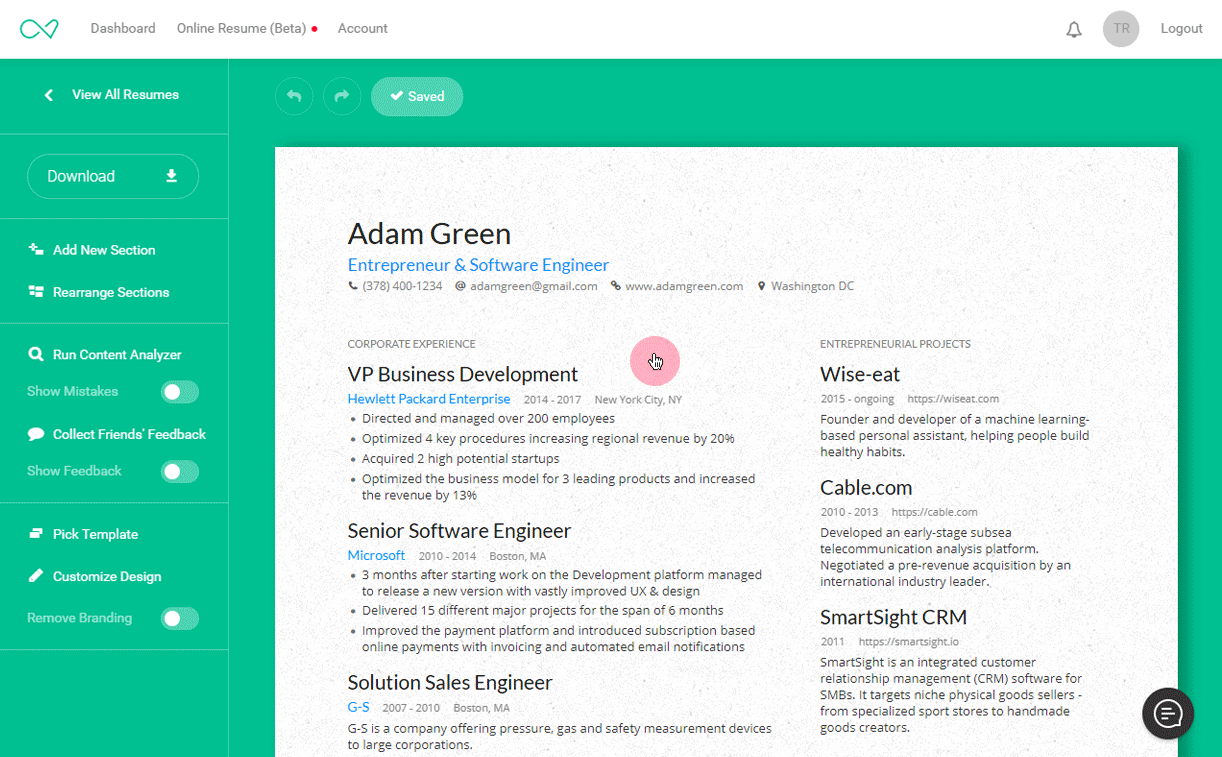 Dashboard Online Resume (Beta) Account TR Logout
View All Resumes
Saved
Download
Add New Section
Rearrange Sections
Run Content Analyzer
Show Mistakes
Collect Friends' Feedback
Show Feedback
Pick Template
Customize Design
Remove Branding
Adam Green
Entrepreneur & Software Engineer
(378) 400-1234 @ adamgreen@gmail.com www.adamgreen.com Washington DC
CORPORATE EXPERIENCE
VP Business Development
Hewlett Packard Enterprise 2014 - 2017 New York City, NY
• Directed and managed over 200 employees
• Optimized 4 key procedures increasing regional revenue by 20%
• Acquired 2 high potential startups
• Optimized the business model for 3 leading products and increased
the revenue by 13%
Senior Software Engineer
Microsoft 2010 - 2014 Boston, MA
• 3 months after starting work on the Development platform managed
to release a new version with vastly improved UX & design
• Delivered 15 different major projects for the span of 6 months
• Improved the payment platform and introduced subscription based
online payments with invoicing and automated email notifications
Solution Sales Engineer
G-S 2007 - 2010 Boston, MA
G-S is a company offering pressure, gas and safety measurement devices
to large corporations.
ENTREPRENEURIAL PROJECTS
Wise-eat
2015 - ongoing https://wiseat.com
Founder and developer of a machine learning-
based personal assistant, helping people build
healthy habits.
Cable.com
2010 - 2013 https://cable.com
Developed an early-stage subsea
telecommunication analysis platform.
Negotiated a pre-revenue acquisition by an
international industry leader.
SmartSight CRM
2011 https://smartsight.io
SmartSight is an integrated customer
relationship management (CRM) software for
SMBs. It targets niche physical goods sellers -
from specialized sport stores to handmade
goods creators.